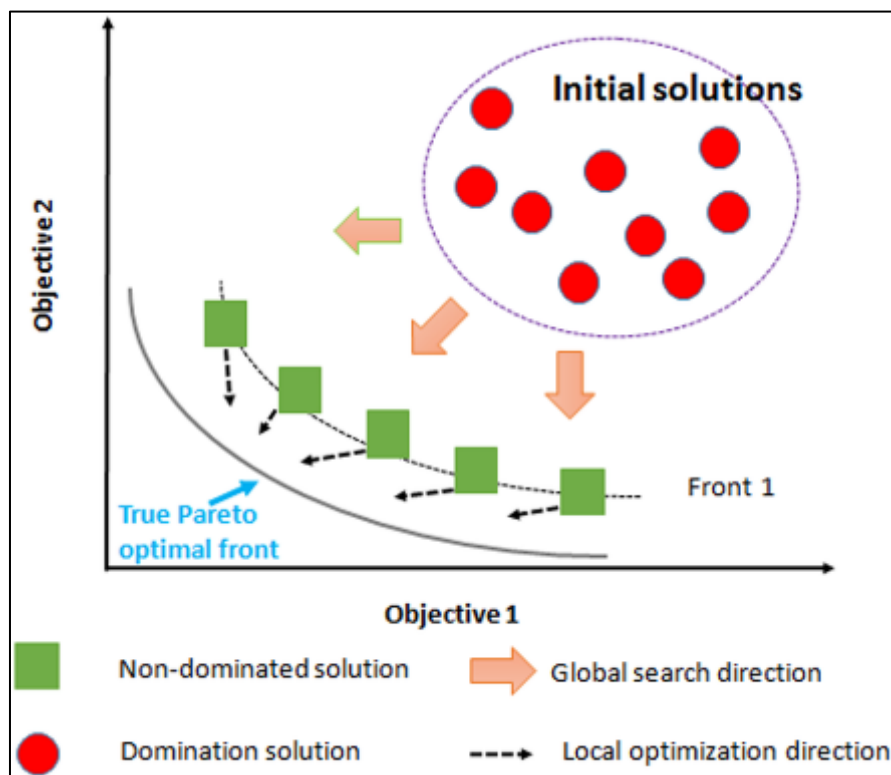 Initial solutions
Objective 2
Front 1
True Pareto
optimal front
Objective 1
Non-dominated solution
Global search direction
Domination solution
Local optimization direction